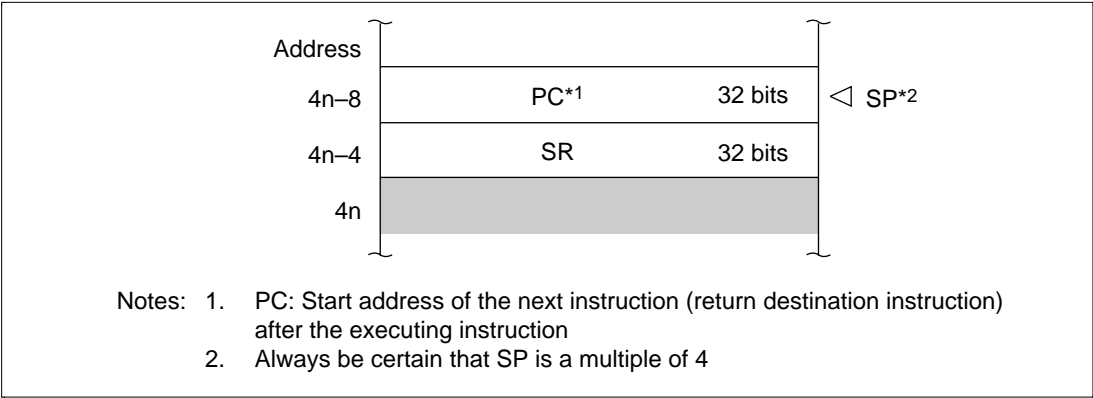 Address
4n–8 PC*1 32 bits SP*2
4n–4 SR 32 bits
4n
Notes: 1. PC: Start address of the next instruction (return destination instruction)
after the executing instruction
2. Always be certain that SP is a multiple of 4